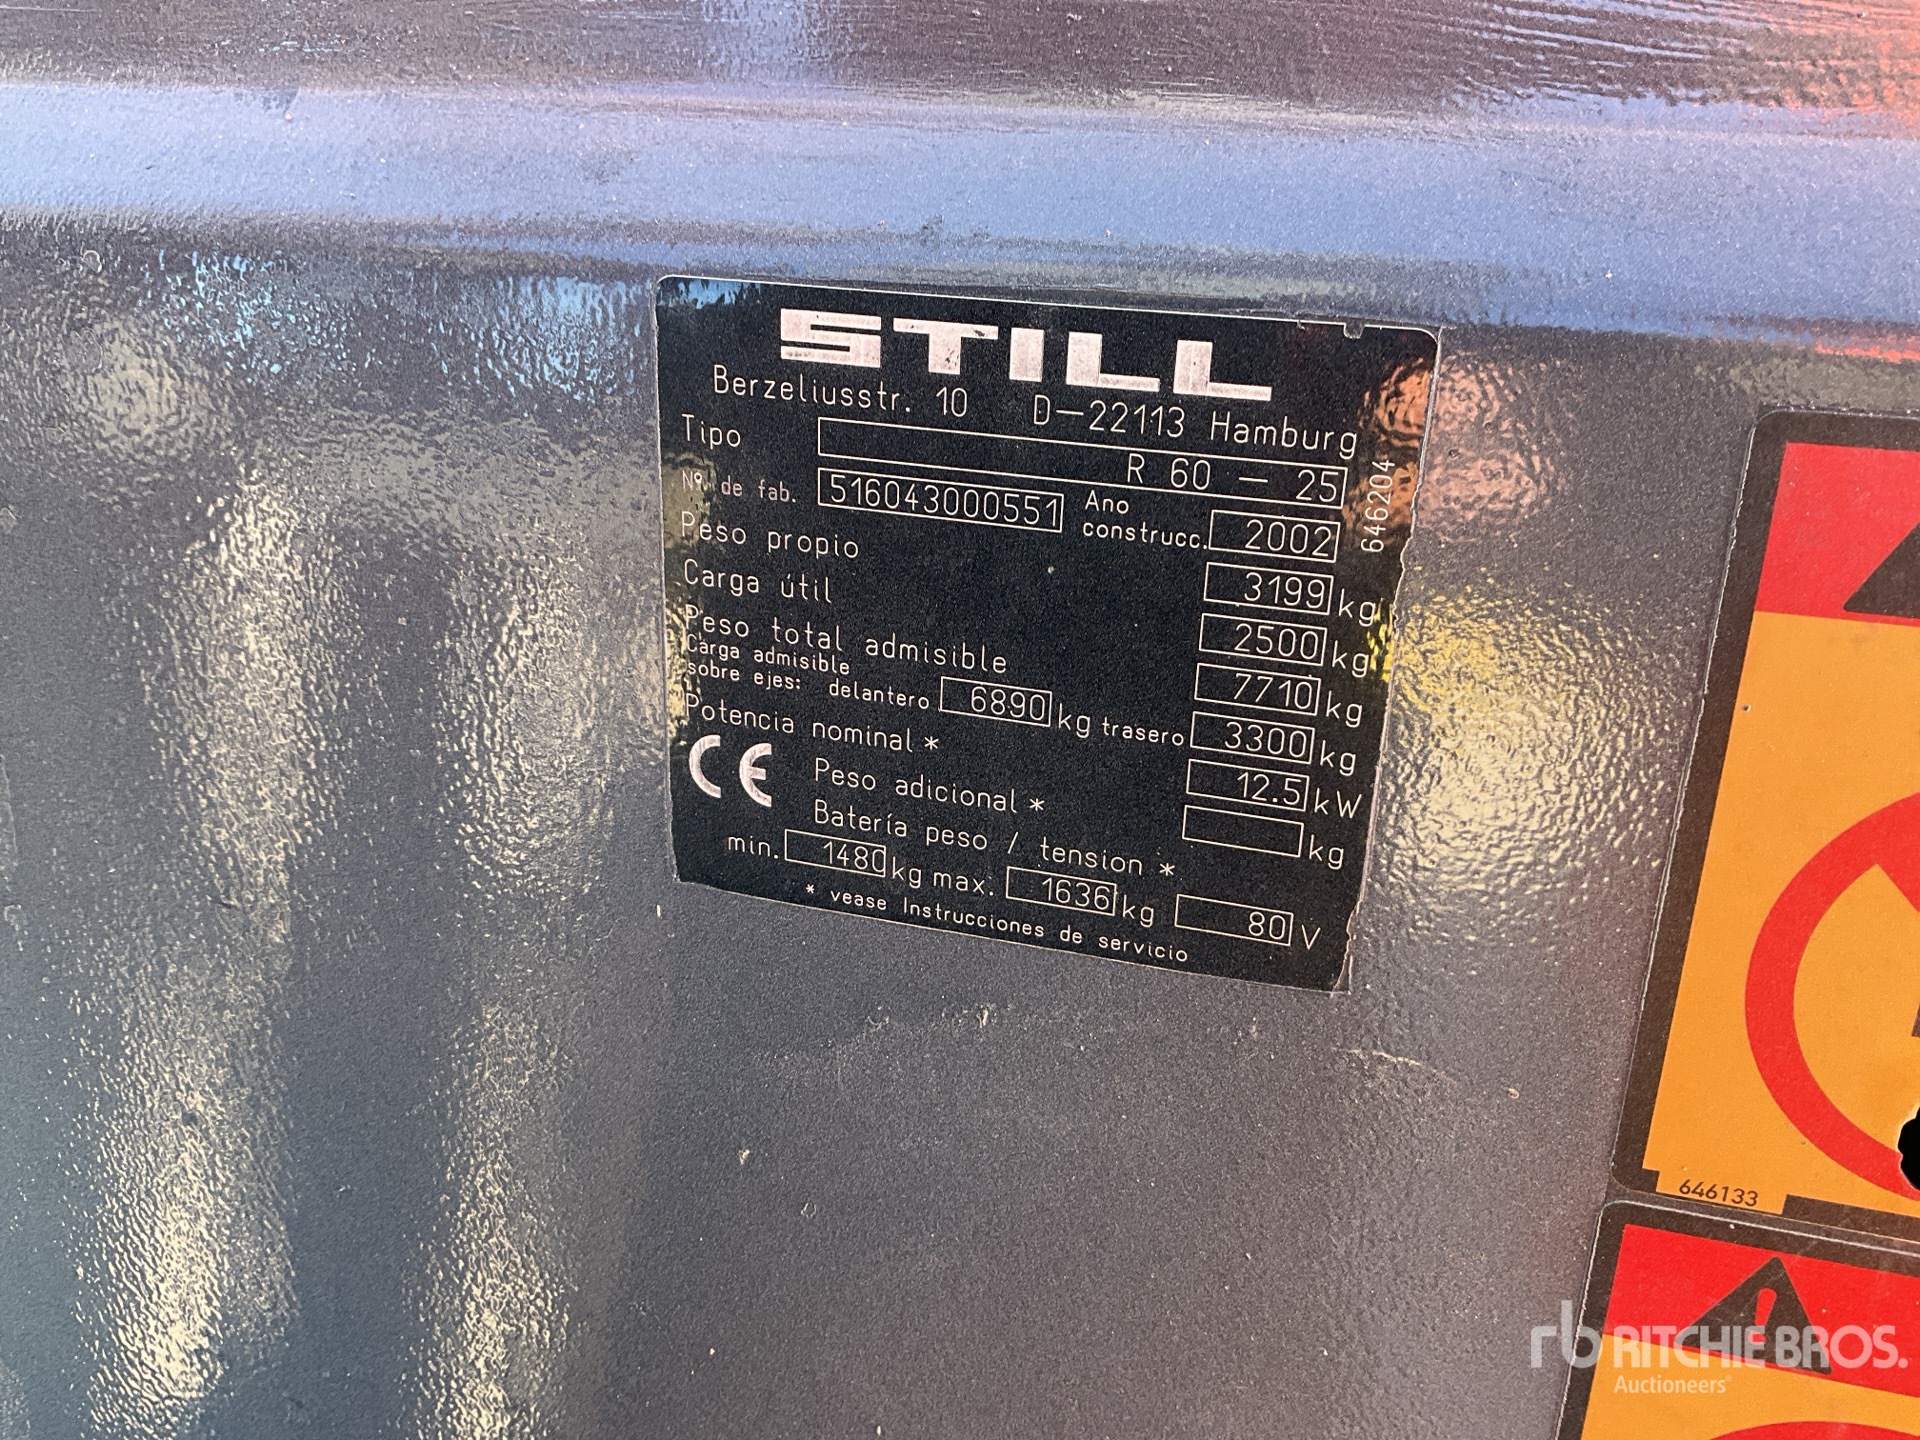 STILL
Berzeliusstr. 10 D-22113 Hamburg
Tipo R 60 - 25
Nº de fab. 516043000551 Ano construcc. 2002
Peso propio 3199 kg
Carga útil 2500 kg
Peso total admisible 7710 kg
Carga admisible
sobre ejes: delantero 6890 kg trasero 3300 kg
Potencia nominal * 12.5 kW
CE Peso adicional * kg
Batería peso / tension *
min. 1480 kg max. 1636 kg 80 V
* vease Instrucciones de servicio
646204
646133
rb RITCHIE BROS.
Auctioneers